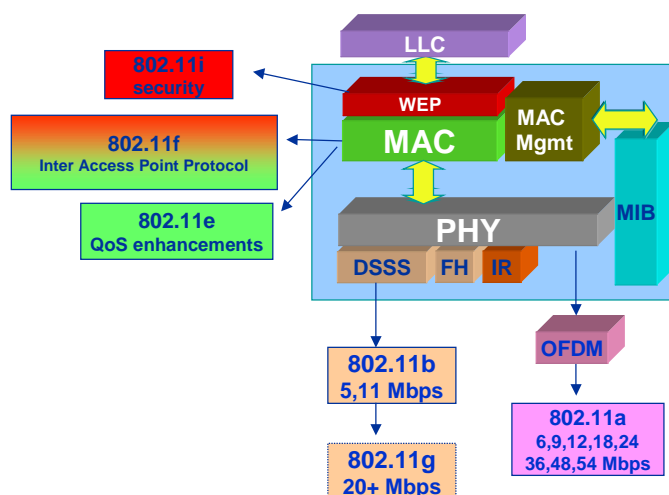 LLC
802.11i
security
WEP
MAC
MAC
Mgmt
802.11f
Inter Access Point Protocol
802.11e
QoS enhancements
MIB
PHY
DSSS
FH
IR
OFDM
802.11b
5,11 Mbps
802.11a
6,9,12,18,24
36,48,54 Mbps
802.11g
20+ Mbps